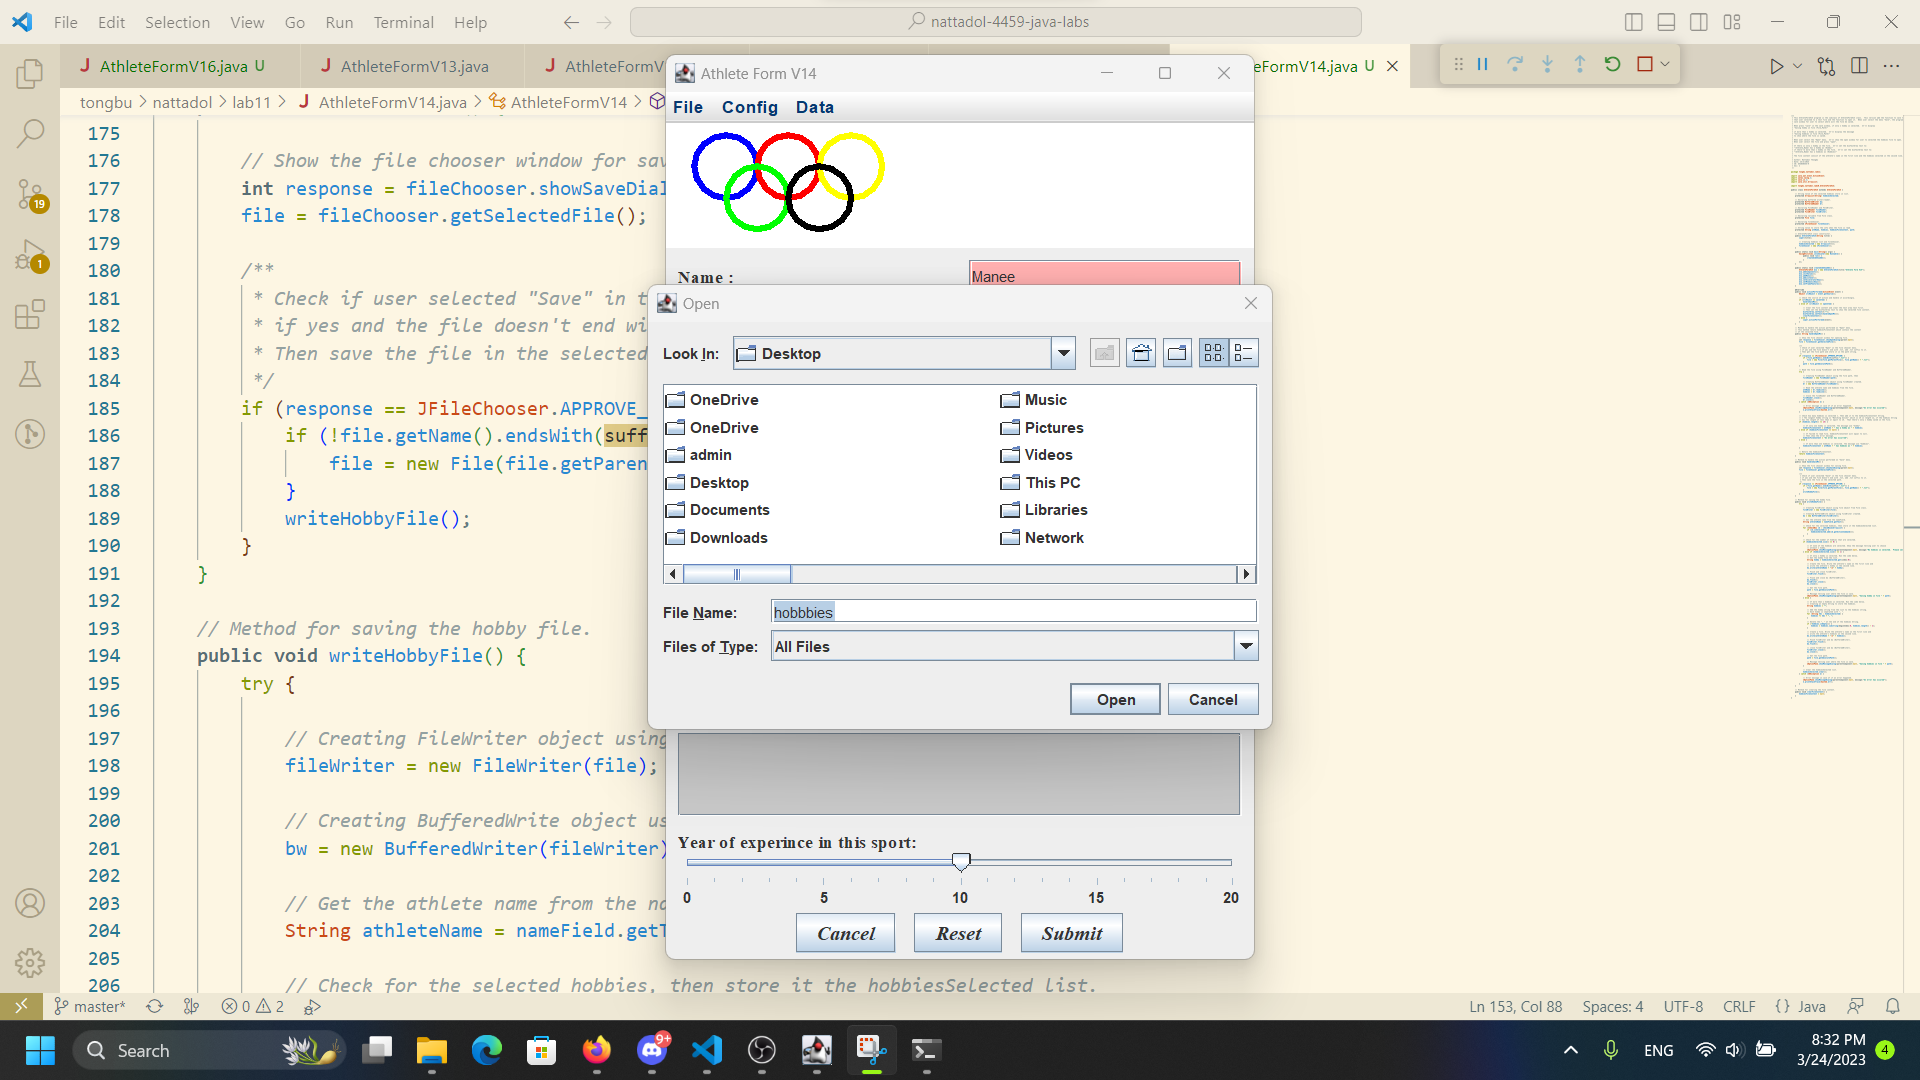 File Edit Selection View Go Run Terminal Help
nattadol-4459-java-labs
AthleteFormV16.java U
AthleteFormV13.java
AthleteFormV
eFormV14.java U
tongbu > nattadol > lab11 > J AthleteFormV14.java > AthleteFormV14 >
175
176 // Show the file chooser window for sav
177 int response = fileChooser.showSaveDial
178 file = fileChooser.getSelectedFile();
179
180 /**
181 * Check if user selected "Save" in t
182 * if yes and the file doesn't end wi
183 * Then save the file in the selected
184 */
185 if (response == JFileChooser.APPROVE_
186 if (!file.getName().endsWith(suff
187 file = new File(file.getParen
188 }
189 writeHobbyFile();
190 }
191 }
192
193 // Method for saving the hobby file.
194 public void writeHobbyFile() {
195 try {
196
197 // Creating FileWriter object using
198 fileWriter = new FileWriter(file);
199
200 // Creating BufferedWrite object us
201 bw = new BufferedWriter(fileWriter)
202
203 // Get the athlete name from the na
204 String athleteName = nameField.getT
205
206 // Check for the selected hobbies, then store it the hobbiesSelected list.
Athlete Form V14
File Config Data
Name :
Manee
Open
Look In:
Desktop
OneDrive
OneDrive
admin
Desktop
Documents
Downloads
Music
Pictures
Videos
This PC
Libraries
Network
File Name:
hobbbies
Files of Type:
All Files
Open
Cancel
Year of experince in this sport:
0 5 10 15 20
Cancel Reset Submit
19
1
master*
0 2
Ln 153, Col 88 Spaces: 4 UTF-8 CRLF {} Java
Search
9+
ENG
8:32 PM
3/24/2023
4